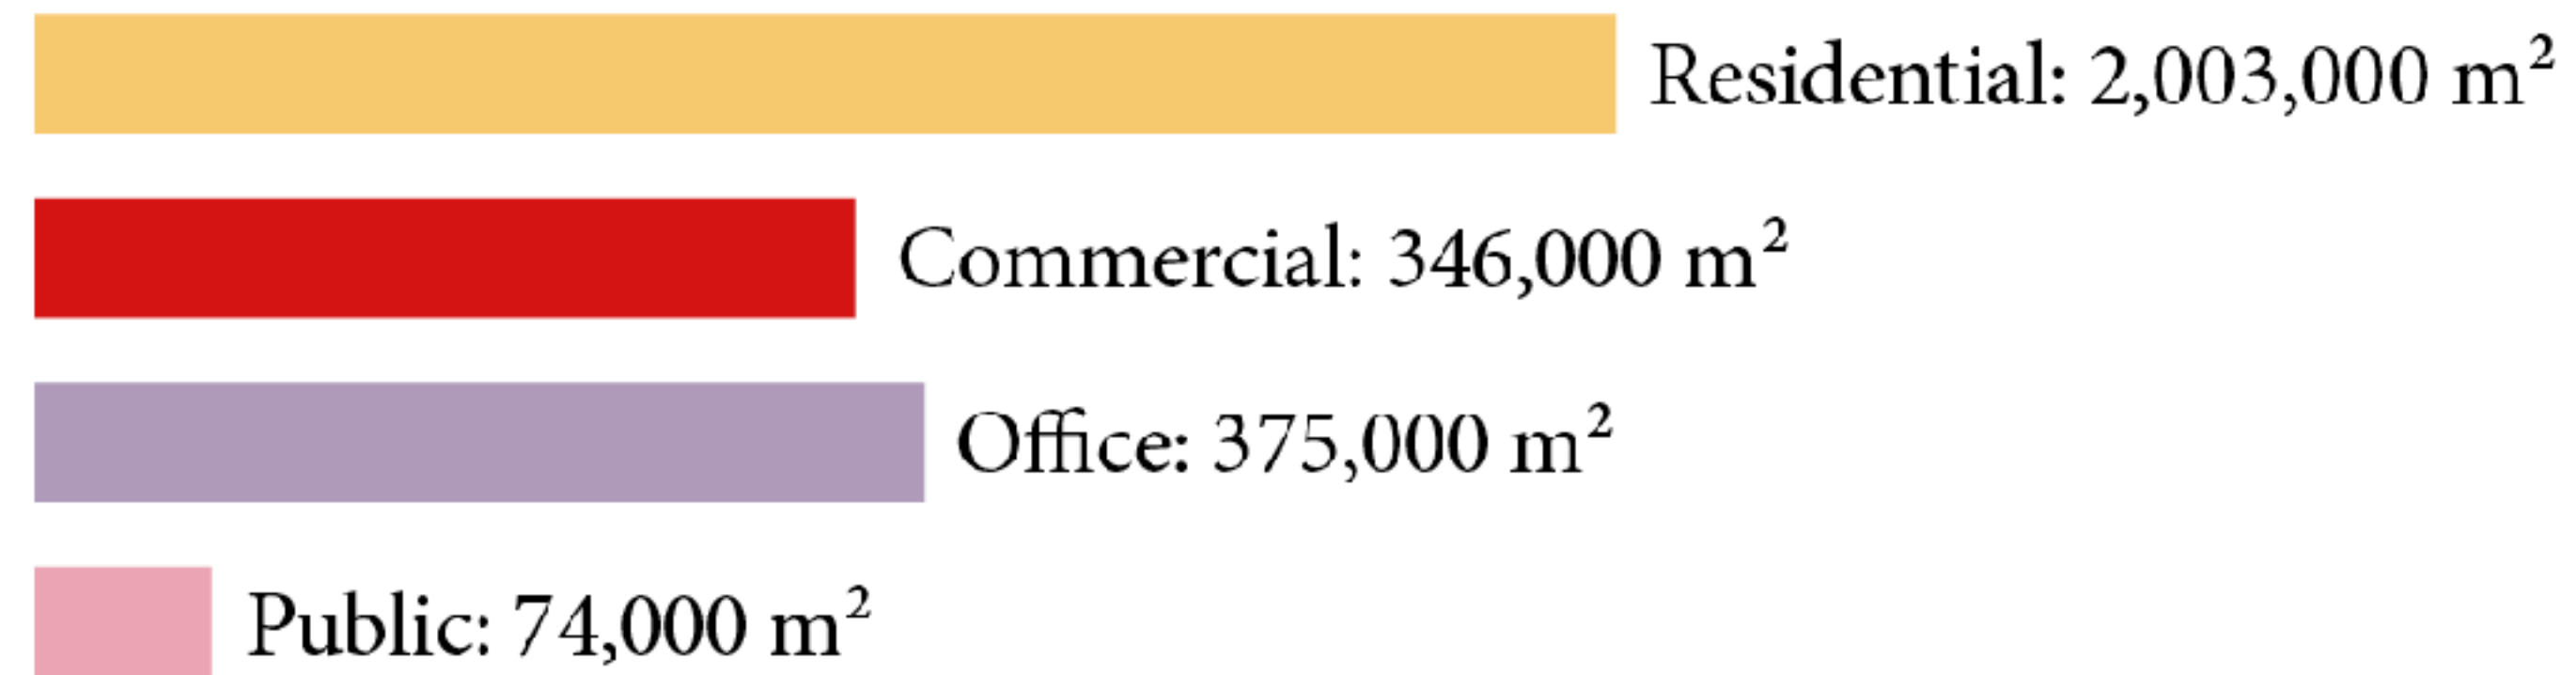 Residential: 2,003,000 m²
Commercial: 346,000 m²
Office: 375,000 m²
Public: 74,000 m²